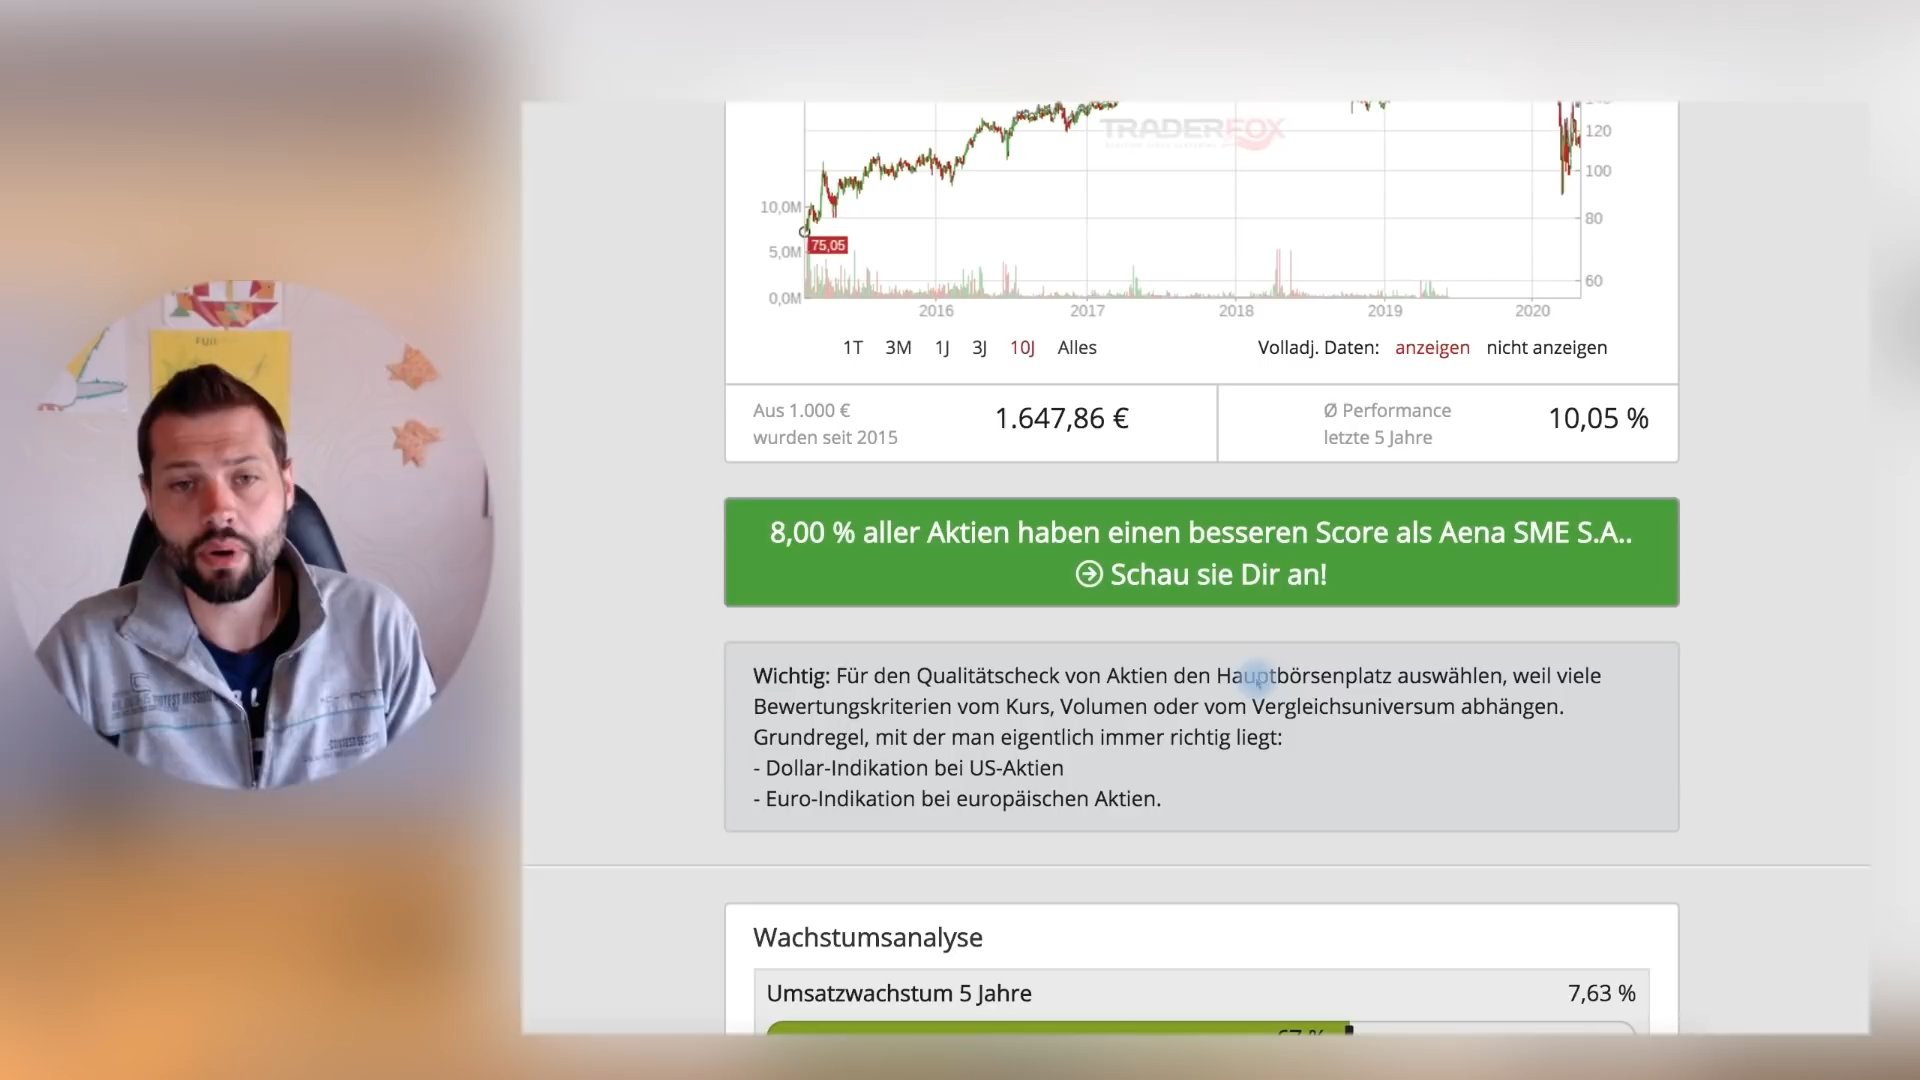 140
TRADERFOX
120
100
80
60
10,0M
5,0M
0,0M
75,05
2016 2017 2018 2019 2020
1T 3M 1J 3J 10J Alles Volladj. Daten: anzeigen nicht anzeigen
Aus 1.000 €
wurden seit 2015
1.647,86 €
Ø Performance
letzte 5 Jahre
10,05 %
8,00 % aller Aktien haben einen besseren Score als Aena SME S.A..
Schau sie Dir an!
Wichtig: Für den Qualitätscheck von Aktien den Hauptbörsenplatz auswählen, weil viele
Bewertungskriterien vom Kurs, Volumen oder vom Vergleichsuniversum abhängen.
Grundregel, mit der man eigentlich immer richtig liegt:
- Dollar-Indikation bei US-Aktien
- Euro-Indikation bei europäischen Aktien.
Wachstumsanalyse
Umsatzwachstum 5 Jahre 7,63 %
67 %